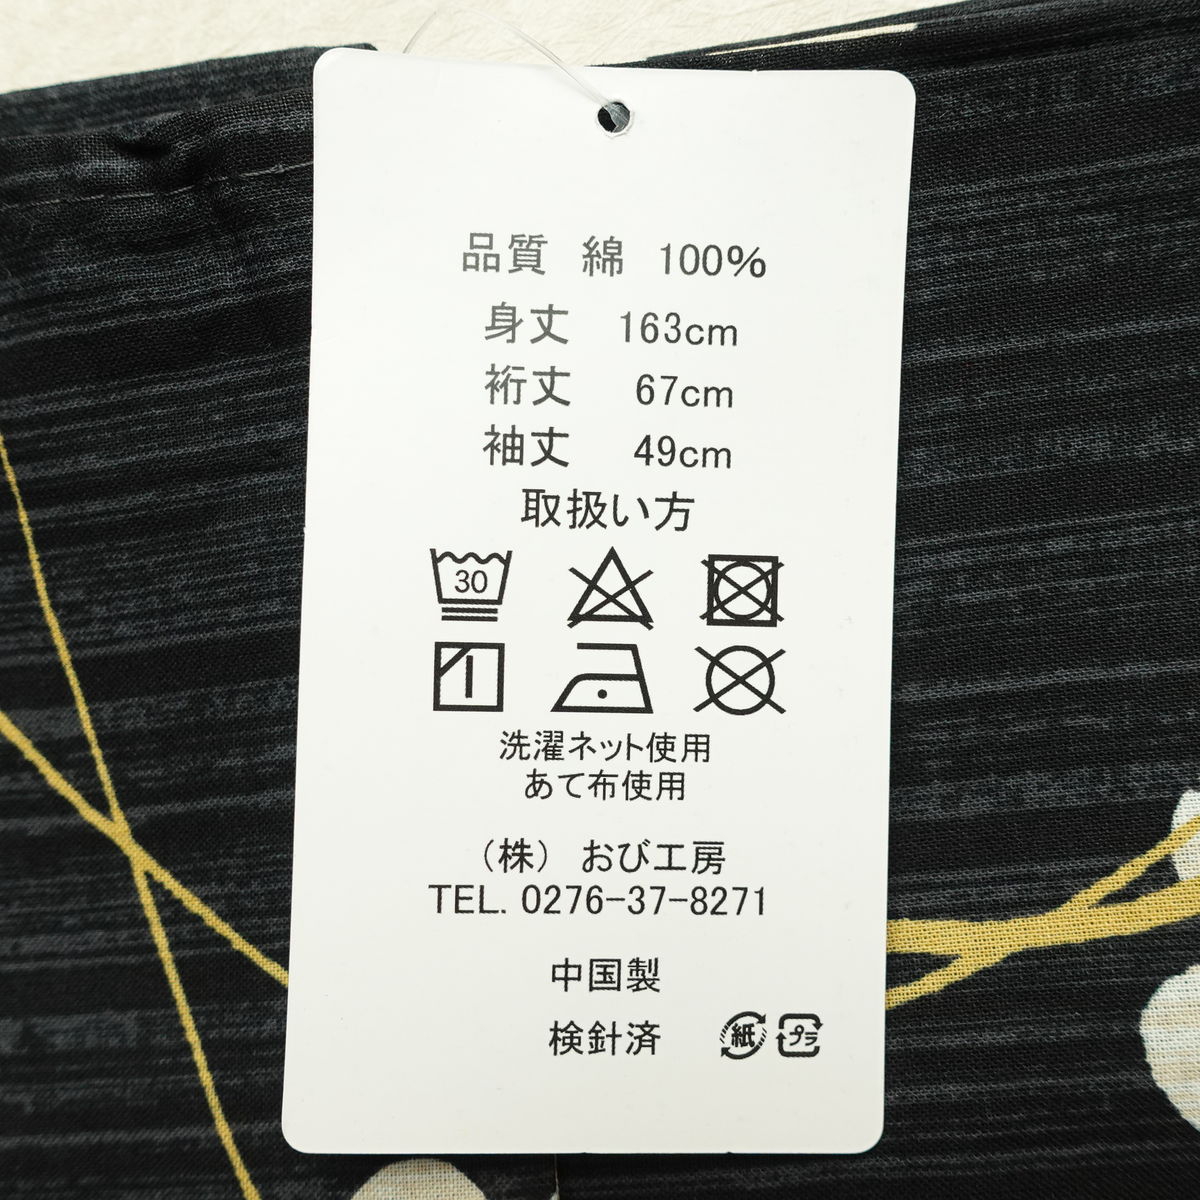 品質 綿 100%
身丈 163cm
裄丈 67cm
袖丈 49cm
取扱い方
30
洗濯ネット使用
あて布使用
（株） おび工房
TEL. 0276-37-8271
中国製
検針済 紙 プラ